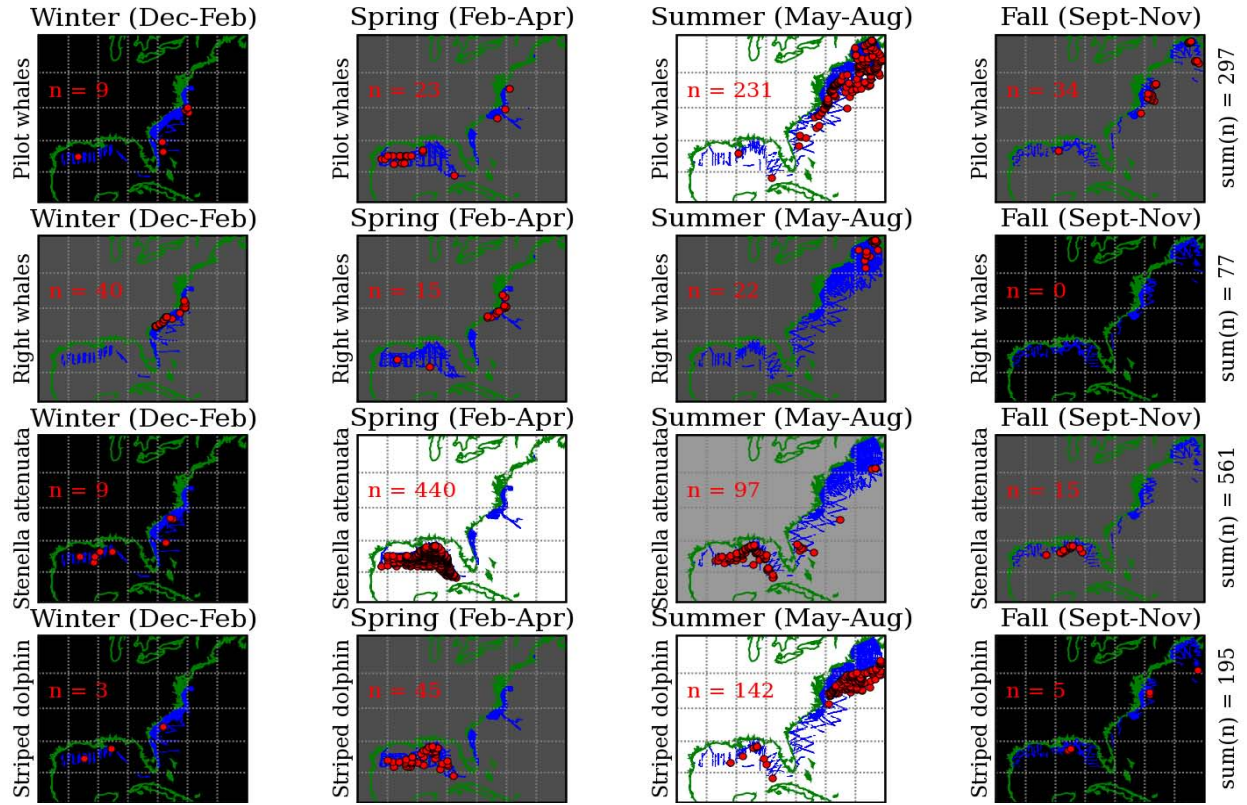 Winter (Dec-Feb) Spring (Feb-Apr) Summer (May-Aug) Fall (Sept-Nov)
Pilot whales n = 9 Pilot whales n = 23 Pilot whales n = 231 Pilot whales n = 34 sum(n) = 297
Winter (Dec-Feb) Spring (Feb-Apr) Summer (May-Aug) Fall (Sept-Nov)
Right whales n = 40 Right whales n = 15 Right whales n = 22 Right whales n = 0 sum(n) = 77
Winter (Dec-Feb) Spring (Feb-Apr) Summer (May-Aug) Fall (Sept-Nov)
Stenella attenuata n = 9 Stenella attenuata n = 440 Stenella attenuata n = 97 Stenella attenuata n = 15 sum(n) = 561
Winter (Dec-Feb) Spring (Feb-Apr) Summer (May-Aug) Fall (Sept-Nov)
Striped dolphin n = 3 Striped dolphin n = 45 Striped dolphin n = 142 Striped dolphin n = 5 sum(n) = 195